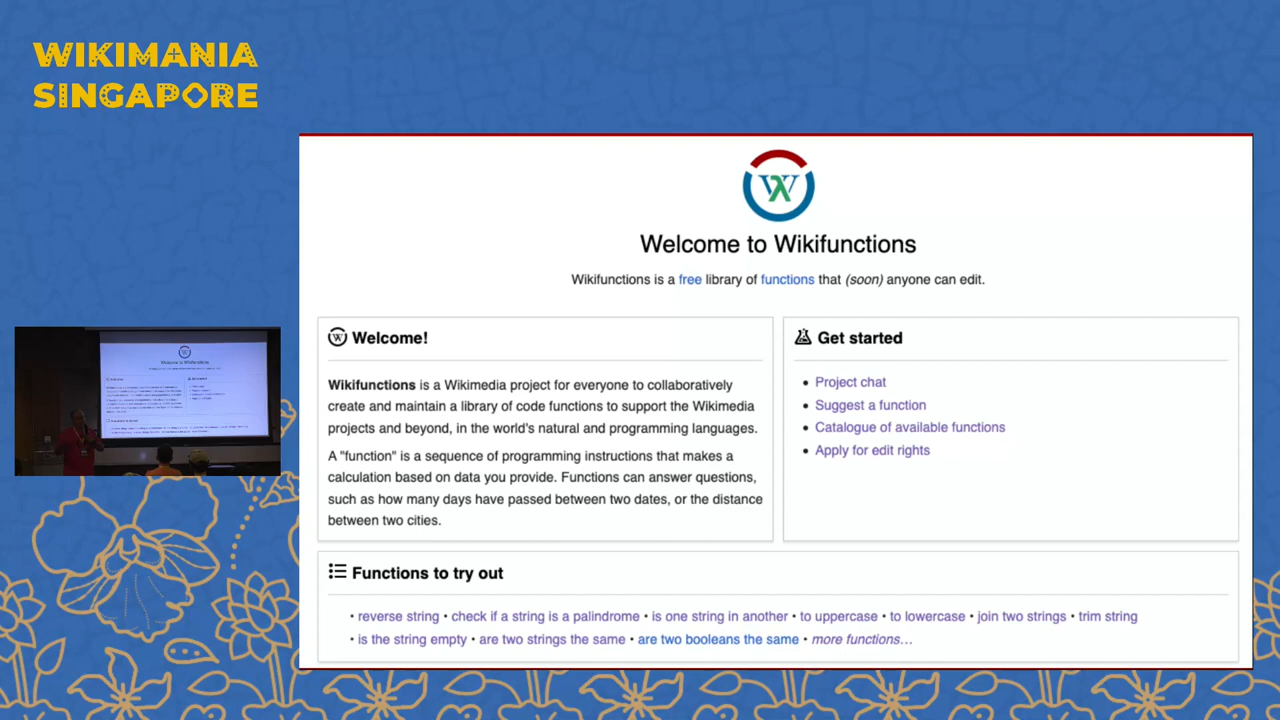 WIKIMANIA
SINGAPORE
Welcome to Wikifunctions
Wikifunctions is a free library of functions that (soon) anyone can edit.
Welcome!
Wikifunctions is a Wikimedia project for everyone to collaboratively
create and maintain a library of code functions to support the Wikimedia
projects and beyond, in the world's natural and programming languages.
A "function" is a sequence of programming instructions that makes a
calculation based on data you provide. Functions can answer questions,
such as how many days have passed between two dates, or the distance
between two cities.
Get started
• Project chat
• Suggest a function
• Catalogue of available functions
• Apply for edit rights
Functions to try out
• reverse string • check if a string is a palindrome • is one string in another • to uppercase • to lowercase • join two strings • trim string
• is the string empty • are two strings the same • are two booleans the same • more functions…